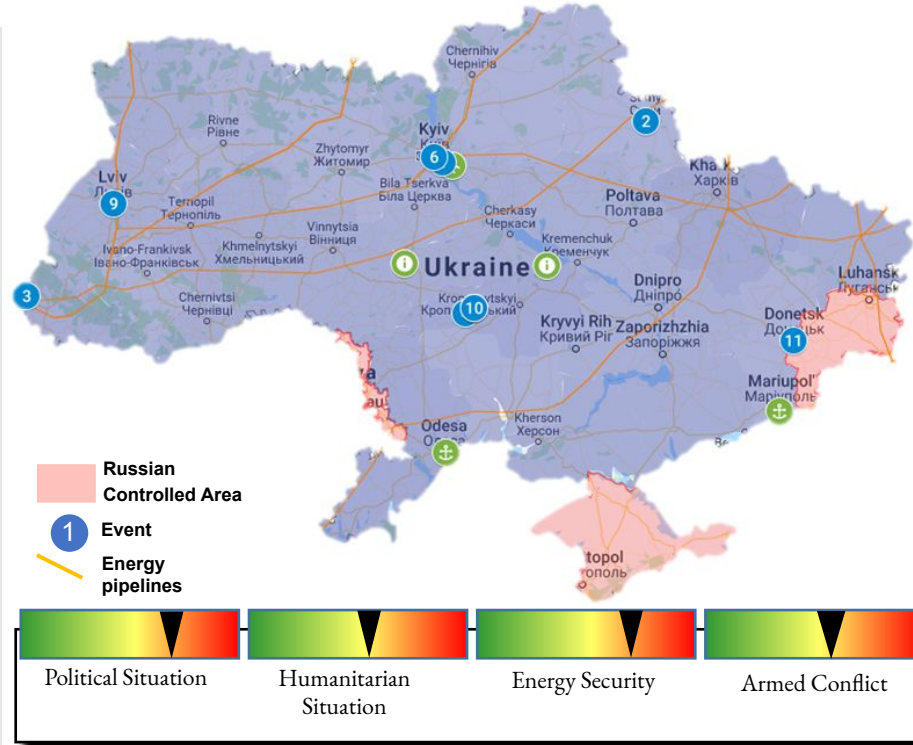 Chernihiv
Чернігів
Rivne
Рівне
Kyiv
6
2
Zhytomyr
Житомир
Kha k
Харків
Lviv
9
Bila Tserkva
Біла Церква
Poltava
Полтава
Ternopil
Тернопіль
Cherkasy
Черкаси
Ivano-Frankivsk
Івано-Франківськ
Khmelnytskyi
Хмельницький
Vinnytsia
Вінниця
Kremenchuk
Кременчук
Ukraine
3
Chernivtsi
Чернівці
Dnipro
Дніпро
Luhansk
10
Kryvyi Rih
Кривий Ріг
Zaporizhzhia
Запоріжжя
Donetsk
11
Mariupol'
Маріуполь
Odesa
Kherson
Херсон
topol
ополь
Russian
Controlled Area
1
Event
Energy
pipelines
Political Situation
Humanitarian
Situation
Energy Security
Armed Conflict